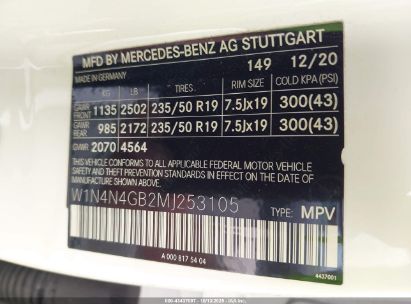 MFD BY MERCEDES-BENZ AG STUTTGART
MADE IN GERMANY 149 12/20
KG LB TIRES RIM SIZE COLD KPA (PSI)
GAWR FRONT 1135 2502 235/50 R19 7.5Jx19 300(43)
GAWR REAR 985 2172 235/50 R19 7.5Jx19 300(43)
GVWR 2070 4564
THIS VEHICLE CONFORMS TO ALL APPLICABLE FEDERAL MOTOR VEHICLE
SAFETY STANDARDS IN EFFECT ON THE DATE
OF MANUFACTURE SHOWN ABOVE.
W1N4N4GB2MJ253105
TYPE: MPV
A 000 817 54 04
4437001